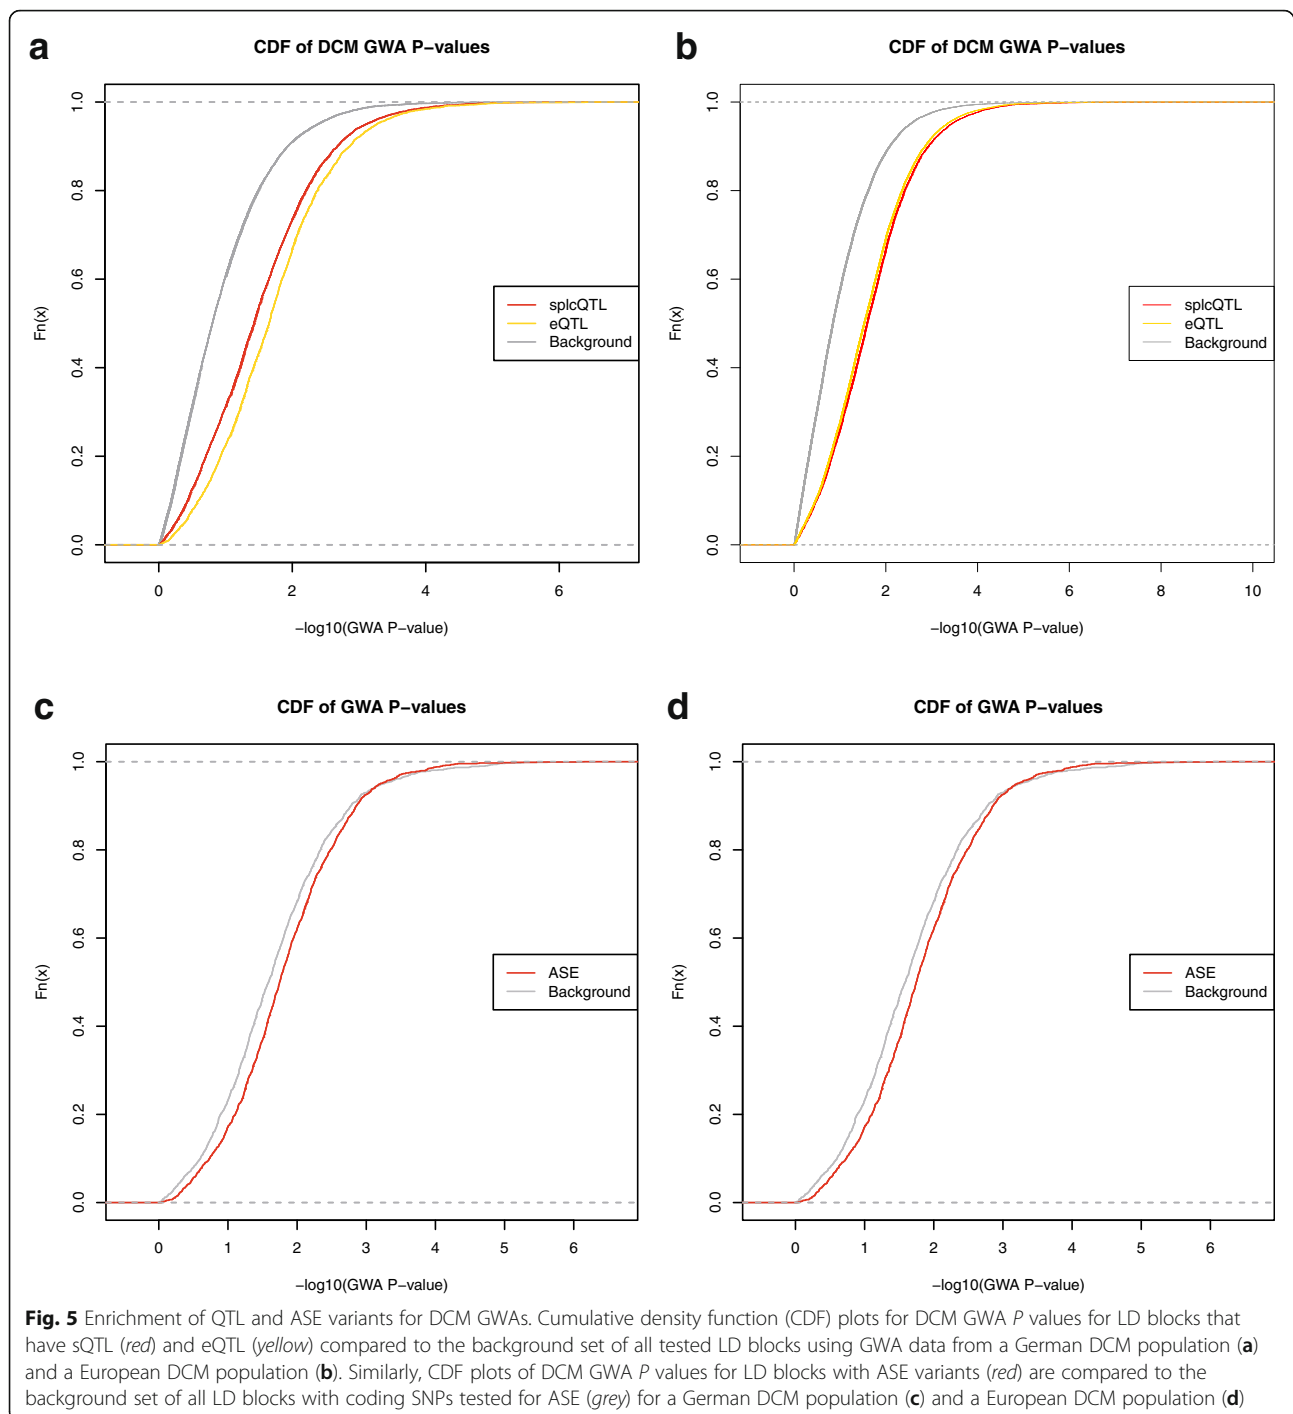 a
CDF of DCM GWA P−values
Fn(x)
1.0
0.8
0.6
0.4
0.2
0.0
splcQTL
eQTL
Background
0 2 4 6
−log10(GWA P−value)
b
CDF of DCM GWA P−values
Fn(x)
1.0
0.8
0.6
0.4
0.2
0.0
splcQTL
eQTL
Background
0 2 4 6 8 10
−log10(GWA P−value)
c
CDF of GWA P−values
Fn(x)
1.0
0.8
0.6
0.4
0.2
0.0
ASE
Background
0 1 2 3 4 5 6
−log10(GWA P−value)
d
CDF of GWA P−values
Fn(x)
1.0
0.8
0.6
0.4
0.2
0.0
ASE
Background
0 1 2 3 4 5 6
−log10(GWA P−value)
Fig. 5 Enrichment of QTL and ASE variants for DCM GWAs. Cumulative density function (CDF) plots for DCM GWA P values for LD blocks that
have sQTL (red) and eQTL (yellow) compared to the background set of all tested LD blocks using GWA data from a German DCM population (a)
and a European DCM population (b). Similarly, CDF plots of DCM GWA P values for LD blocks with ASE variants (red) are compared to the
background set of all LD blocks with coding SNPs tested for ASE (grey) for a German DCM population (c) and a European DCM population (d)